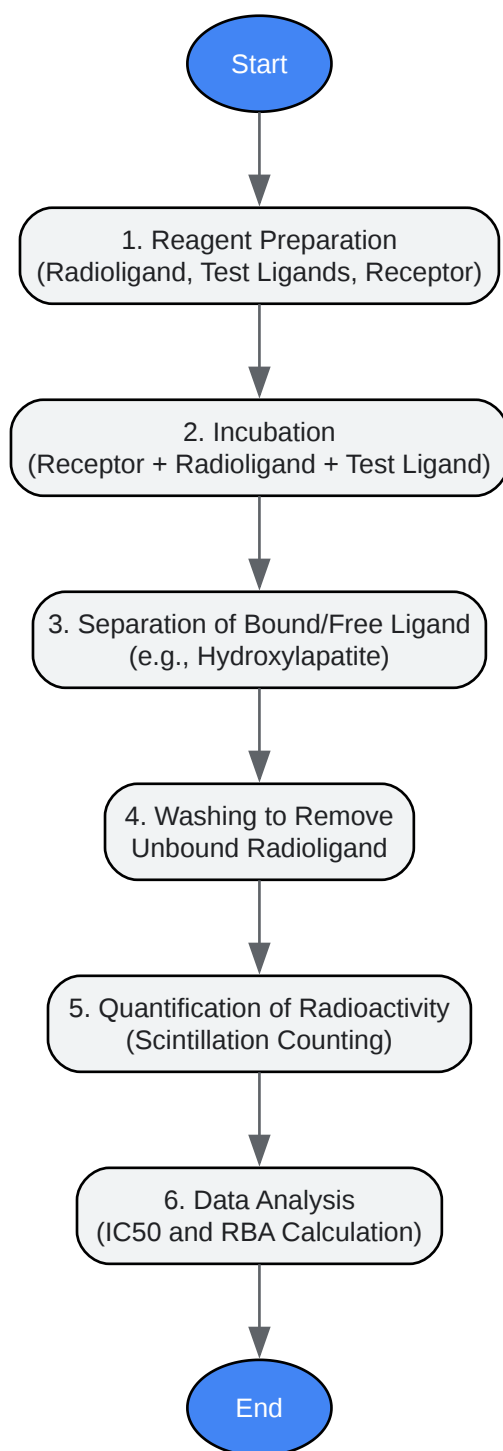 Start
1. Reagent Preparation
(Radioligand, Test Ligands, Receptor)
2. Incubation
(Receptor + Radioligand + Test Ligand)
3. Separation of Bound/Free Ligand
(e.g., Hydroxylapatite)
4. Washing to Remove
Unbound Radioligand
5. Quantification of Radioactivity
(Scintillation Counting)
6. Data Analysis
(IC50 and RBA Calculation)
End